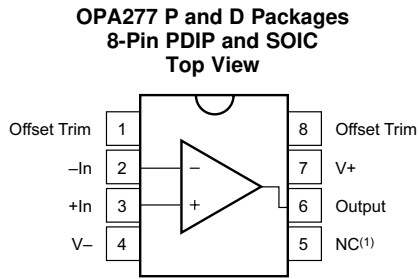 OPA277 P and D Packages
8-Pin PDIP and SOIC
Top View
Offset Trim 1 8 Offset Trim
–In 2 – 7 V+
+In 3 + 6 Output
V– 4 5 NC(1)